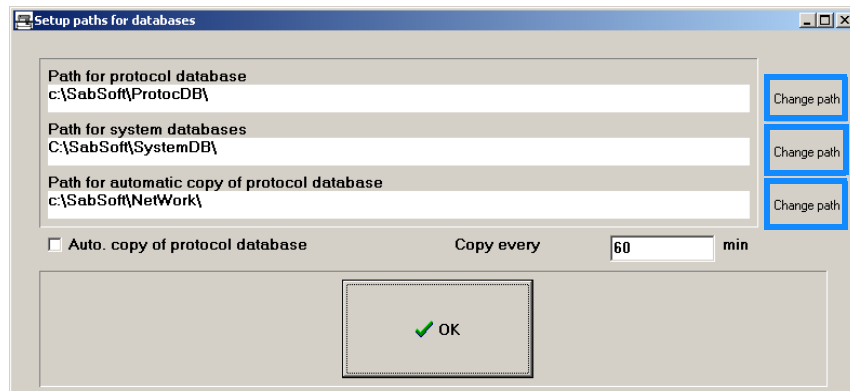 Setup paths for databases
Path for protocol database
c:\SabSoft\ProtocDB\
Change path
Path for system databases
C:\SabSoft\SystemDB\
Change path
Path for automatic copy of protocol database
c:\SabSoft\NetWork\
Change path
Auto. copy of protocol database Copy every 60 min
OK